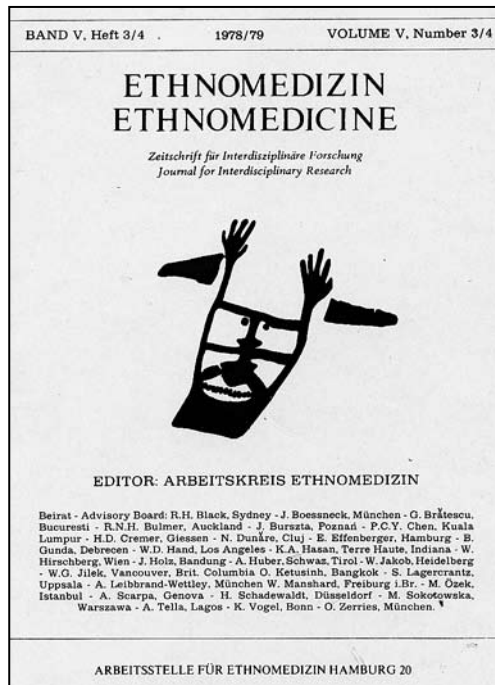 BAND V, Heft 3/4 . 1978/79 VOLUME V, Number 3/4
ETHNOMEDIZIN
ETHNOMEDICINE
Zeitschrift für Interdisziplinäre Forschung
Journal for Interdisciplinary Research
EDITOR: ARBEITSKREIS ETHNOMEDIZIN
Beirat - Advisory Board: R.H. Black, Sydney - J. Boessneck, München - G. Brătescu,
Bucuresti - R.N.H. Bulmer, Auckland - J. Burszta, Poznań - P.C.Y. Chen, Kuala
Lumpur - H.D. Cremer, Giessen - N. Dunăre, Cluj - E. Effenberger, Hamburg - B.
Gunda, Debrecen - W.D. Hand, Los Angeles - K.A. Hasan, Terre Haute, Indiana - W.
Hirschberg, Wien - J. Holz, Bandung - A. Huber, Schwaz, Tirol - W. Jakob, Heidelberg
- W.G. Jilek, Vancouver, Brit. Columbia O. Ketusinh, Bangkok - S. Lagercrantz,
Uppsala - A. Leibbrand-Wettley, München W. Manshard, Freiburg i.Br. - M. Özek,
Istanbul - A. Scarpa, Genova - H. Schadewaldt, Düsseldorf - M. Sokołowska,
Warszawa - A. Tella, Lagos - K. Vogel, Bonn - O. Zerries, München.
ARBEITSSTELLE FÜR ETHNOMEDIZIN HAMBURG 20